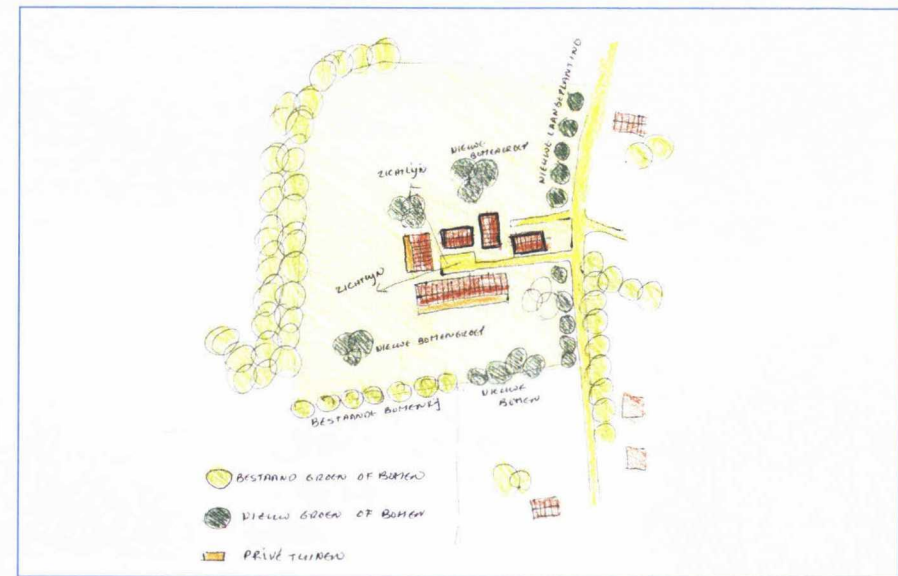 NIEUWE LAANBEPLANTING
NIEUWE
BOMENGROEP
ZICHTLIJN
ZICHTLIJN
NIEUWE BOMENGROEP
NIEUWE
BOMEN
BESTAANDE BOMENRIJ
BESTAAND GROEN OF BOMEN
NIEUW GROEN OF BOMEN
PRIVÉ TUINEN